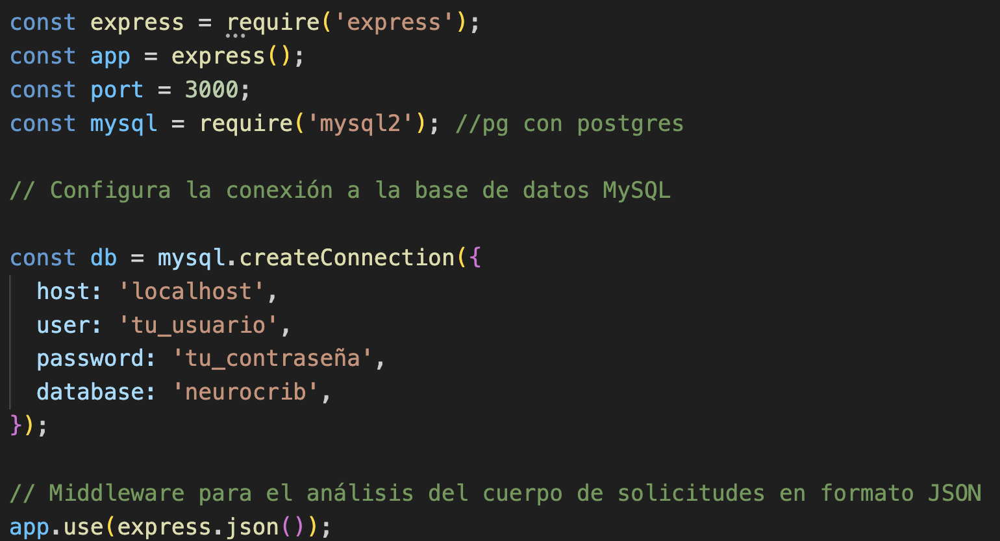 const express = require('express');
const app = express();
const port = 3000;
const mysql = require('mysql2'); //pg con postgres
// Configura la conexión a la base de datos MySQL
const db = mysql.createConnection({
  host: 'localhost',
  user: 'tu_usuario',
  password: 'tu_contraseña',
  database: 'neurocrib',
});
// Middleware para el análisis del cuerpo de solicitudes en formato JSON
app.use(express.json());